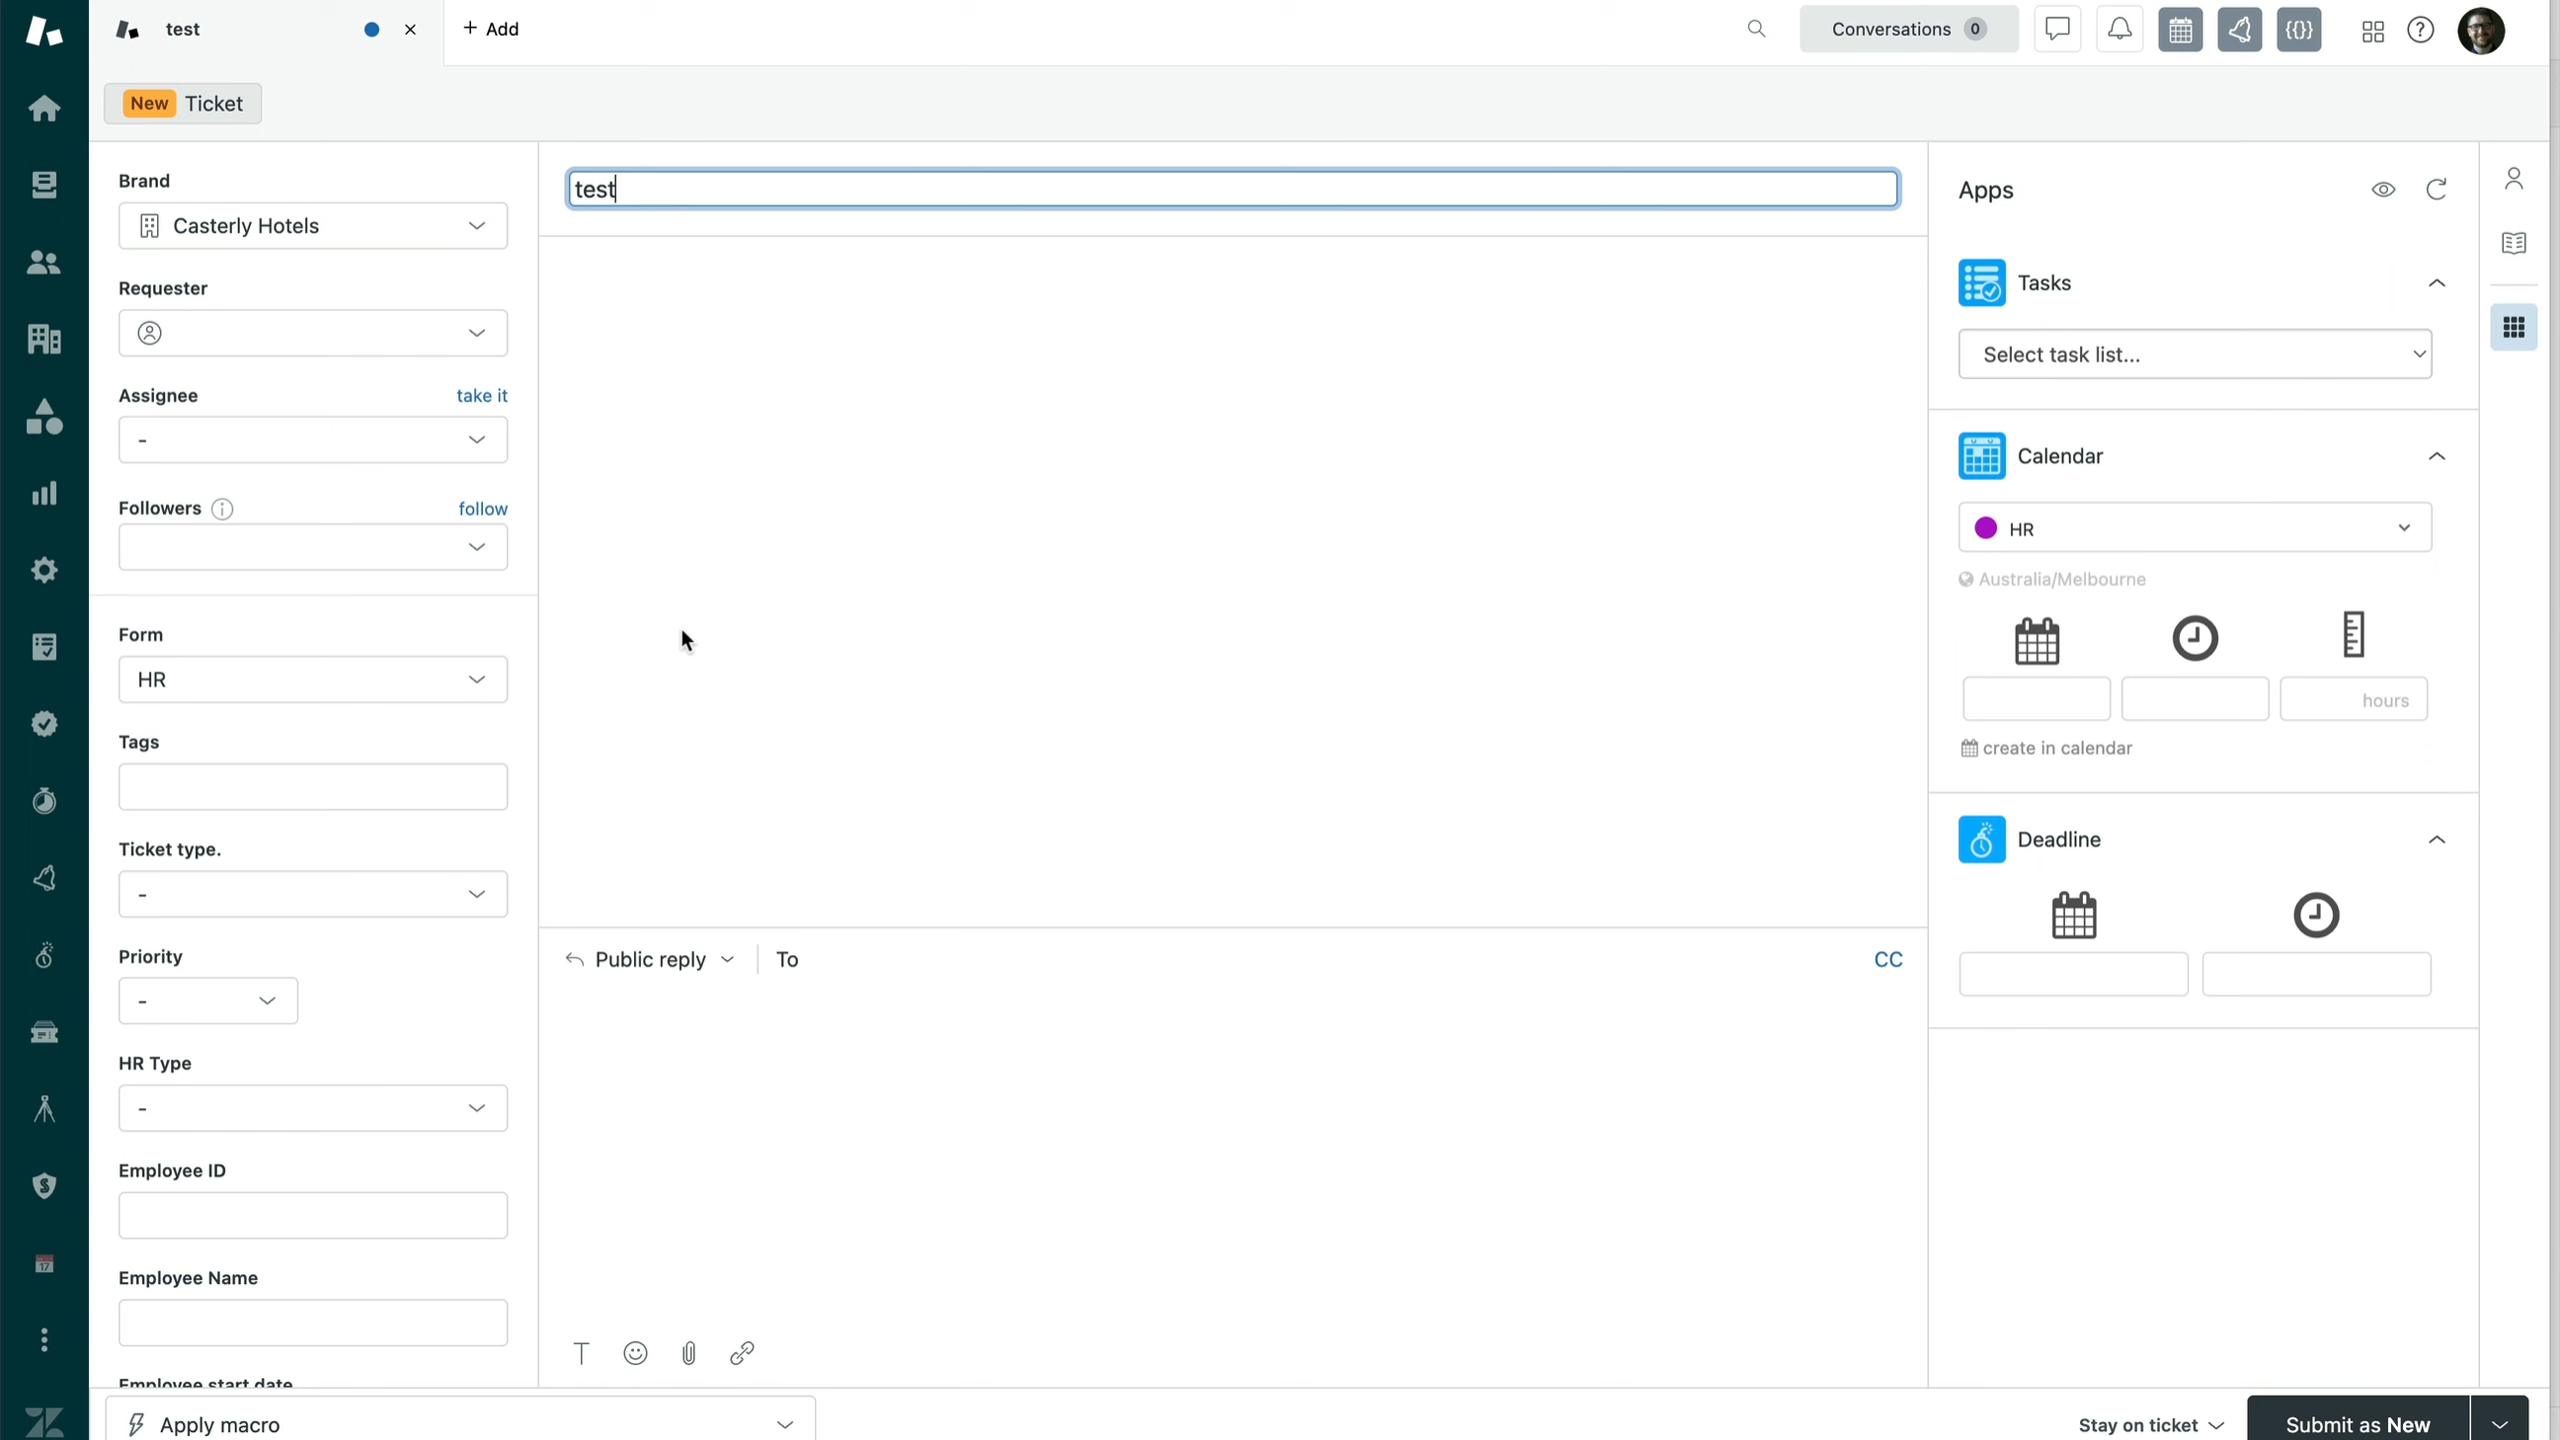 test
+ Add
Conversations 0
New Ticket
Brand
Casterly Hotels
Requester
Assignee take it
-
Followers follow
Form
HR
Tags
Ticket type.
-
Priority
-
HR Type
-
Employee ID
Employee Name
Employee start date
test
Public reply To CC
Apps
Tasks
Select task list...
Calendar
HR
Australia/Melbourne
hours
create in calendar
Deadline
17
Apply macro
Stay on ticket
Submit as New